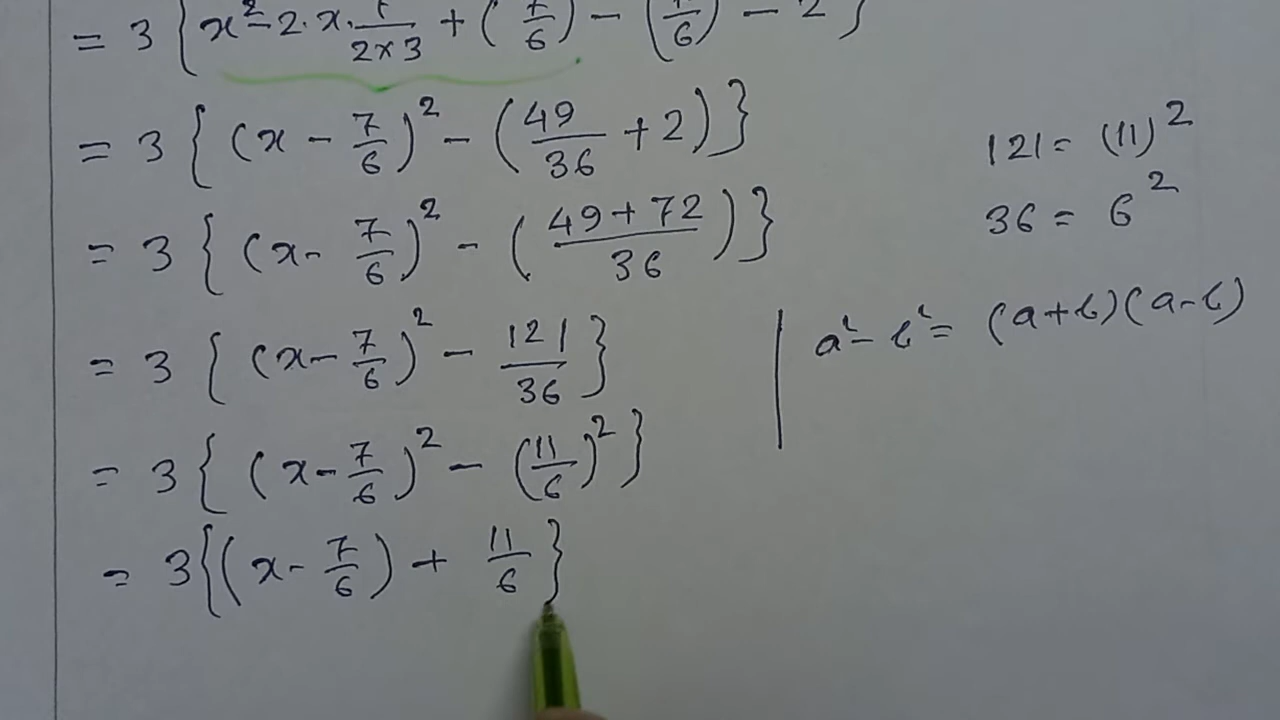 = 3 { x² - 2·x·7/(2×3) + (7/6) - (7/6) - 2 }
= 3 { (x - 7/6)² - (49/36 + 2) }
= 3 { (x - 7/6)² - ((49 + 72)/36) }
= 3 { (x - 7/6)² - 121/36 }
= 3 { (x - 7/6)² - (11/6)² }
= 3 { (x - 7/6) + 11/6 }
121 = (11)²
36 = 6²
a² - b² = (a+b)(a-b)